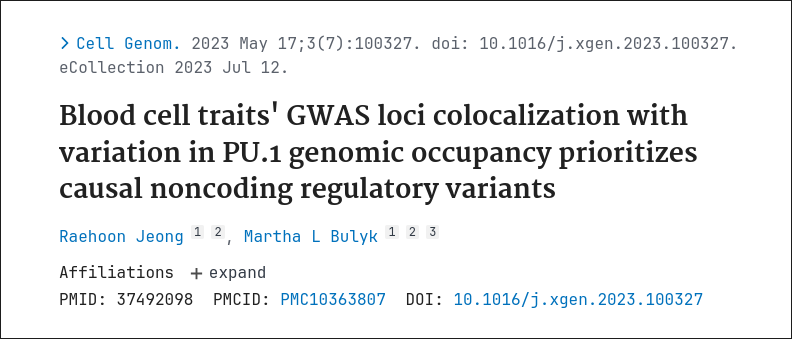 > Cell Genom. 2023 May 17;3(7):100327. doi: 10.1016/j.xgen.2023.100327.
eCollection 2023 Jul 12.
Blood cell traits' GWAS loci colocalization with
variation in PU.1 genomic occupancy prioritizes
causal noncoding regulatory variants
Raehoon Jeong 1 2, Martha L Bulyk 1 2 3
Affiliations + expand
PMID: 37492098 PMCID: PMC10363807 DOI: 10.1016/j.xgen.2023.100327